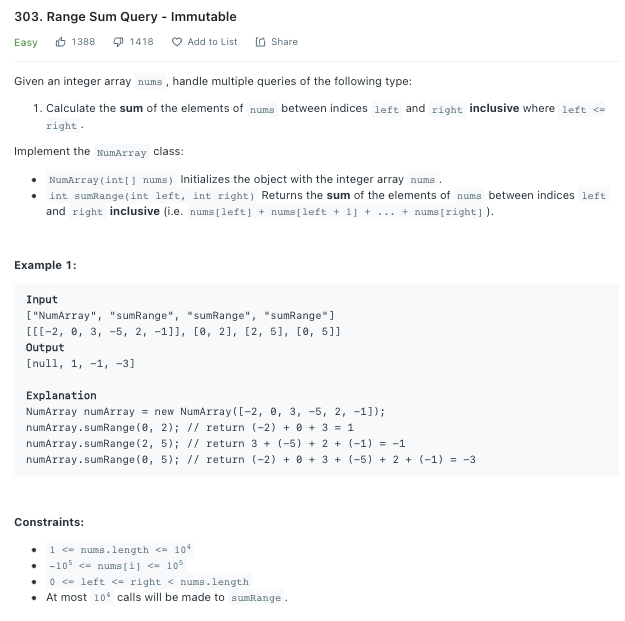 303. Range Sum Query - Immutable
Easy 1388 1418 Add to List Share
Given an integer array nums , handle multiple queries of the following type:
1. Calculate the sum of the elements of nums between indices left and right inclusive where left <=
right .
Implement the NumArray class:
• NumArray(int[] nums) Initializes the object with the integer array nums .
• int sumRange(int left, int right) Returns the sum of the elements of nums between indices left
and right inclusive (i.e. nums[left] + nums[left + 1] + ... + nums[right] ).
Example 1:
Input
["NumArray", "sumRange", "sumRange", "sumRange"]
[[[-2, 0, 3, -5, 2, -1]], [0, 2], [2, 5], [0, 5]]
Output
[null, 1, -1, -3]
Explanation
NumArray numArray = new NumArray([-2, 0, 3, -5, 2, -1]);
numArray.sumRange(0, 2); // return (-2) + 0 + 3 = 1
numArray.sumRange(2, 5); // return 3 + (-5) + 2 + (-1) = -1
numArray.sumRange(0, 5); // return (-2) + 0 + 3 + (-5) + 2 + (-1) = -3
Constraints:
• 1 <= nums.length <= 10⁴
• -10⁵ <= nums[i] <= 10⁵
• 0 <= left <= right < nums.length
• At most 10⁴ calls will be made to sumRange .